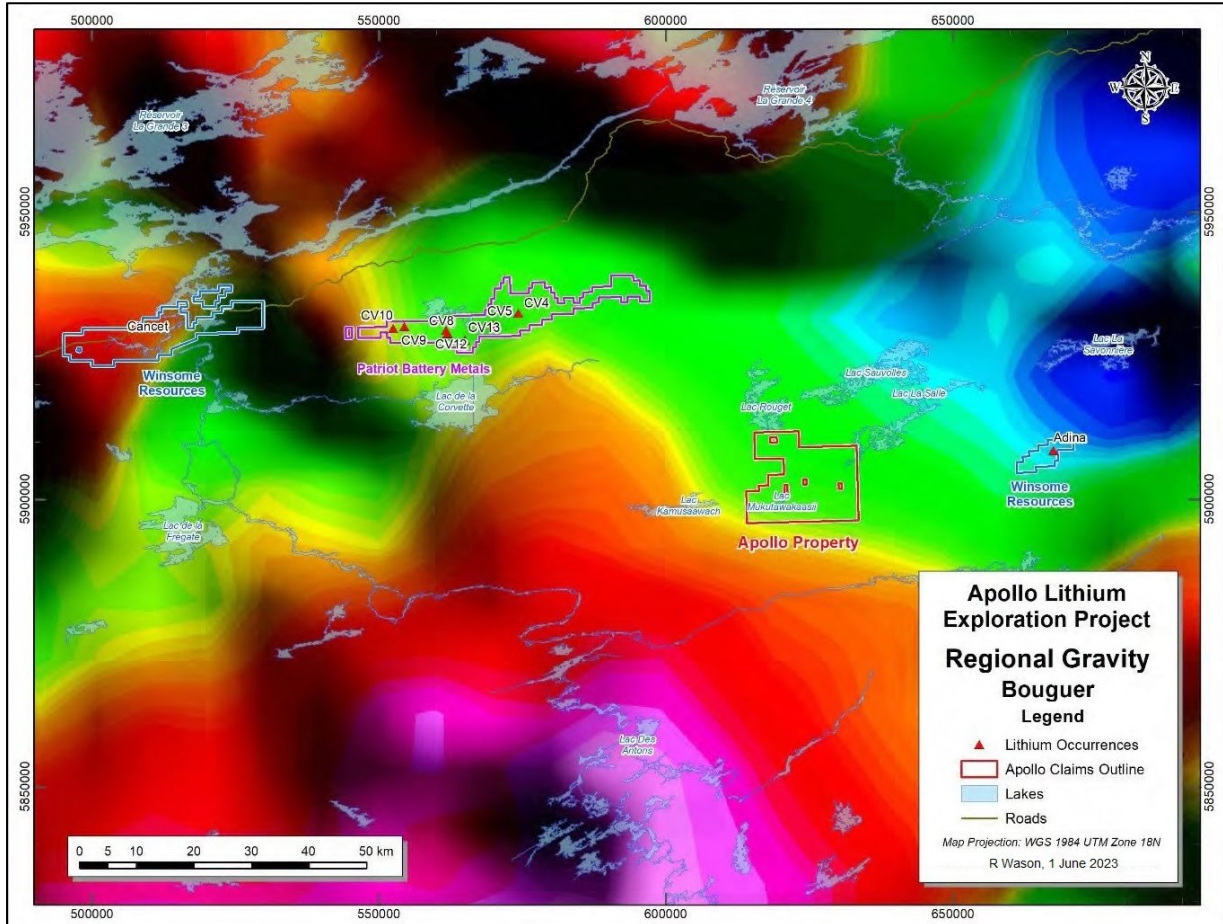 500000
550000
600000
650000
N
W
E
S
Réservoir
La Grande 3
Réservoir
La Grande 4
5950000
5950000
CV4
CV5
CV10
CV8
CV13
CV9
CV12
Cancet
Patriot Battery Metals
Winsome
Resources
Lac de la
Corvette
Lac La
Savonnière
Lac Sauvolles
Lac La Salle
Lac Rouget
Adina
Winsome
Resources
5900000
5900000
Lac
Kamusaawach
Lac
Mukutawakaasii
Apollo Property
Lac de la
Frégate
Lac Des
Antons
5850000
5850000
Apollo Lithium
Exploration Project
Regional Gravity
Bouguer
Legend
Lithium Occurrences
Apollo Claims Outline
Lakes
Roads
Map Projection: WGS 1984 UTM Zone 18N
R Wason, 1 June 2023
0 5 10 20 30 40 50 km
500000
550000
600000
650000